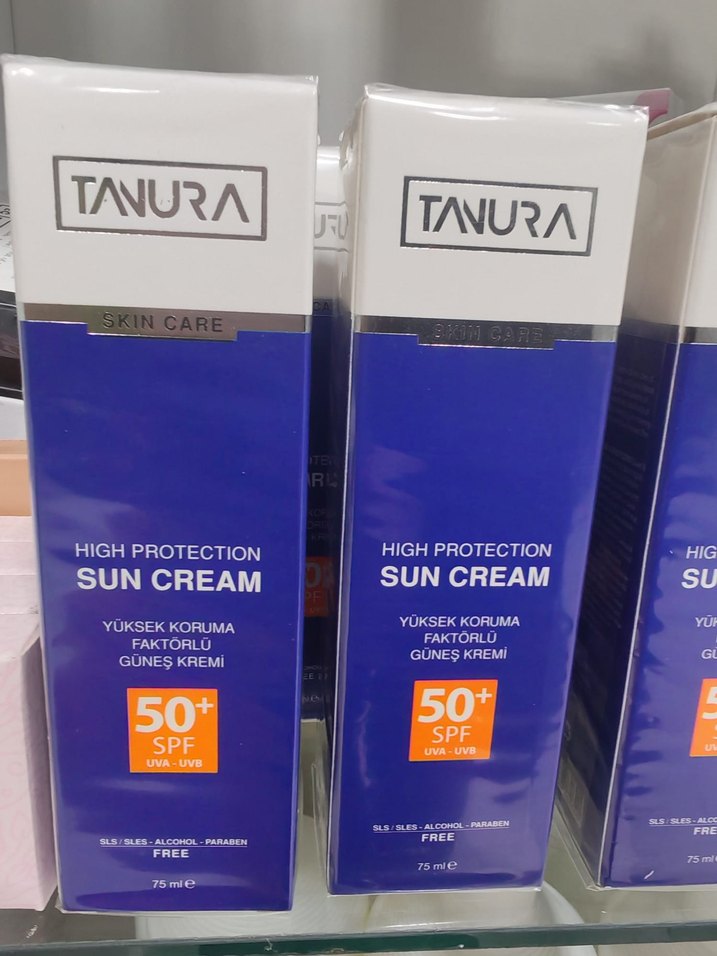 TANURA
SKIN CARE
HIGH PROTECTION
SUN CREAM
YÜKSEK KORUMA
FAKTÖRLÜ
GÜNEŞ KREMİ
50+
SPF
UVA - UVB
SLS / SLES - ALCOHOL - PARABEN
FREE
75 ml e
TANURA
SKIN CARE
HIGH PROTECTION
SUN CREAM
YÜKSEK KORUMA
FAKTÖRLÜ
GÜNEŞ KREMİ
50+
SPF
UVA - UVB
SLS / SLES - ALCOHOL - PARABEN
FREE
75 ml e
75 ml